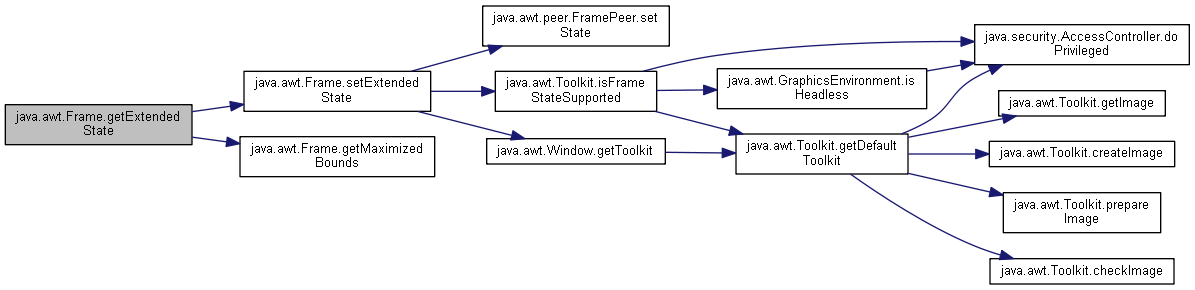 java.awt.Frame.getExtended
State
java.awt.Frame.setExtended
State
java.awt.Frame.getMaximized
Bounds
java.awt.peer.FramePeer.set
State
java.awt.Toolkit.isFrame
StateSupported
java.awt.Window.getToolkit
java.awt.GraphicsEnvironment.is
Headless
java.awt.Toolkit.getDefault
Toolkit
java.security.AccessController.do
Privileged
java.awt.Toolkit.getImage
java.awt.Toolkit.createImage
java.awt.Toolkit.prepare
Image
java.awt.Toolkit.checkImage